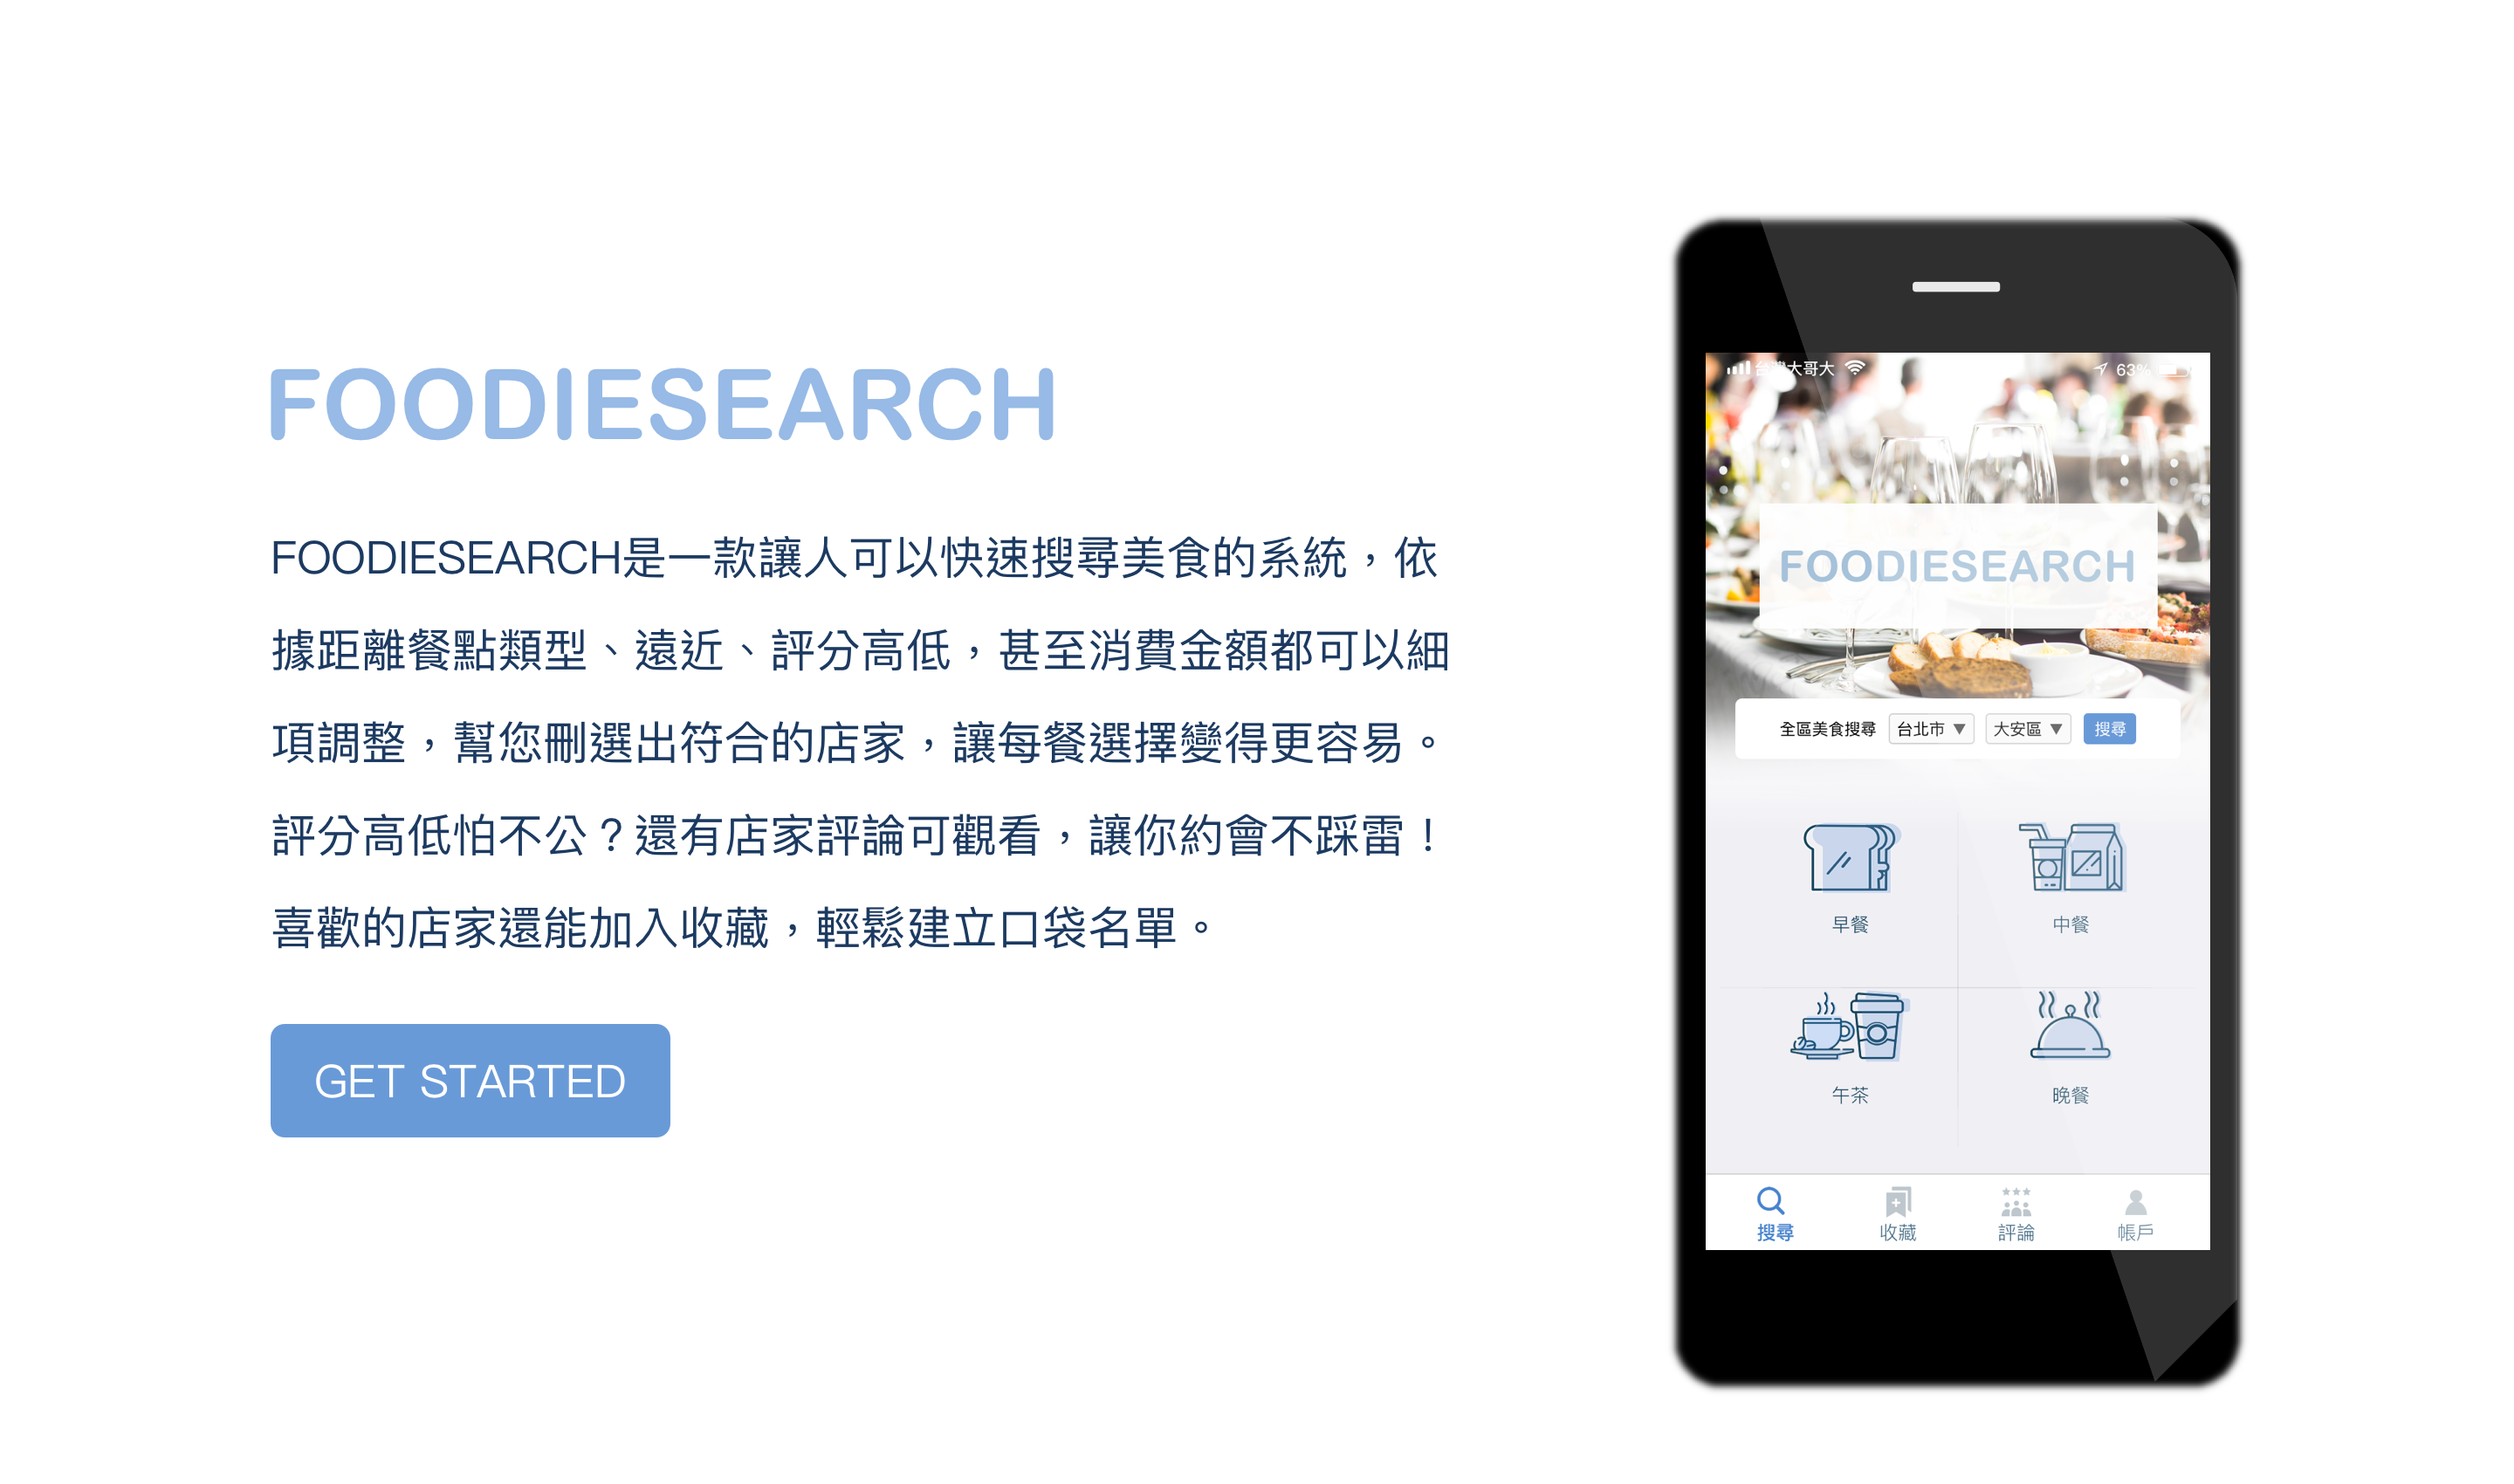 FOODIESEARCH
FOODIESEARCH是一款讓人可以快速搜尋美食的系統，依
據距離餐點類型、遠近、評分高低，甚至消費金額都可以細
項調整，幫您刪選出符合的店家，讓每餐選擇變得更容易。
評分高低怕不公？還有店家評論可觀看，讓你約會不踩雷！
喜歡的店家還能加入收藏，輕鬆建立口袋名單。
GET STARTED
台灣大哥大 63%
FOODIESEARCH
全區美食搜尋 台北市 ▼ 大安區 ▼ 搜尋
早餐 中餐
午茶 晚餐
搜尋 收藏 評論 帳戶